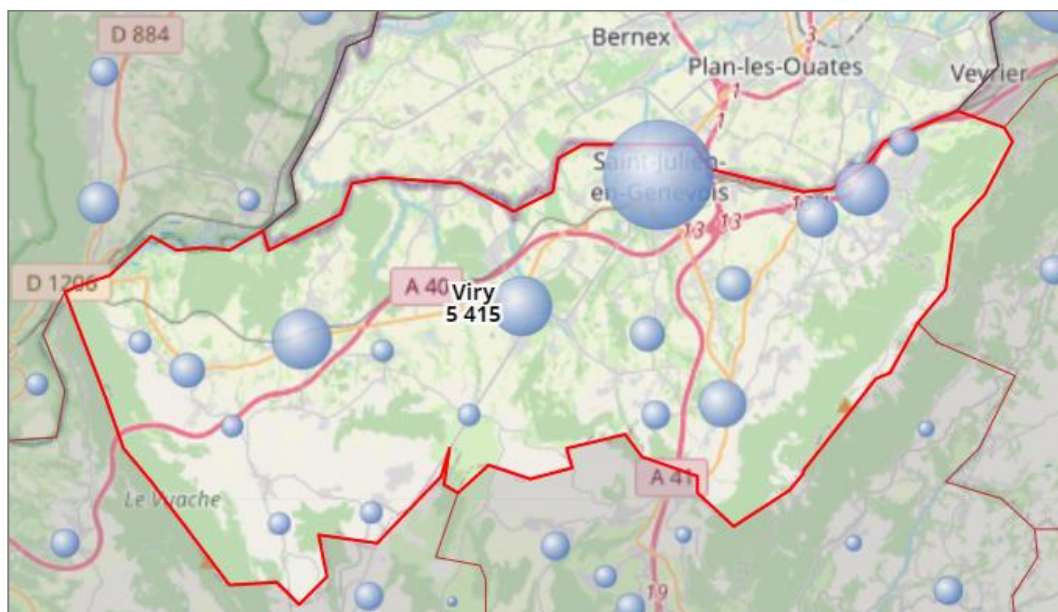 D 884
Bernex
3
Plan-les-Ouates
Veyrier
1
1
Saint-Julien-
en-Genevois
13
13
D 1206
A 40
Viry
5 415
Le Vuache
A 41
19